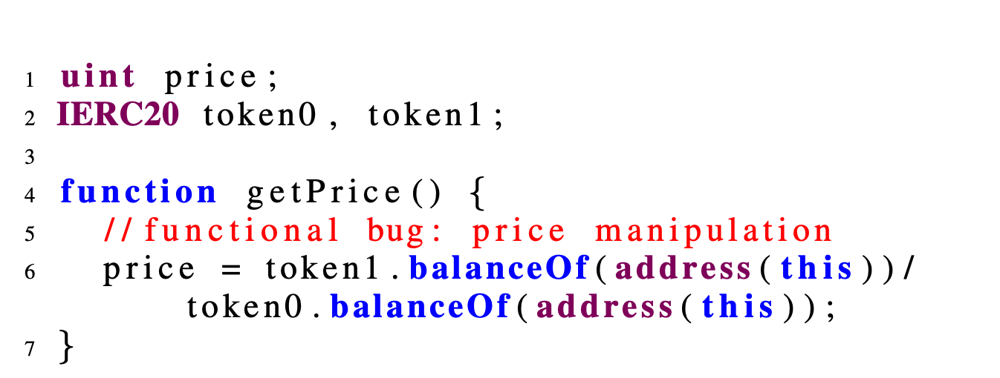 1 uint price;
2 IERC20 token0, token1;
3
4 function getPrice() {
5 //functional bug: price manipulation
6 price = token1.balanceOf(address(this))/
token0.balanceOf(address(this));
7 }